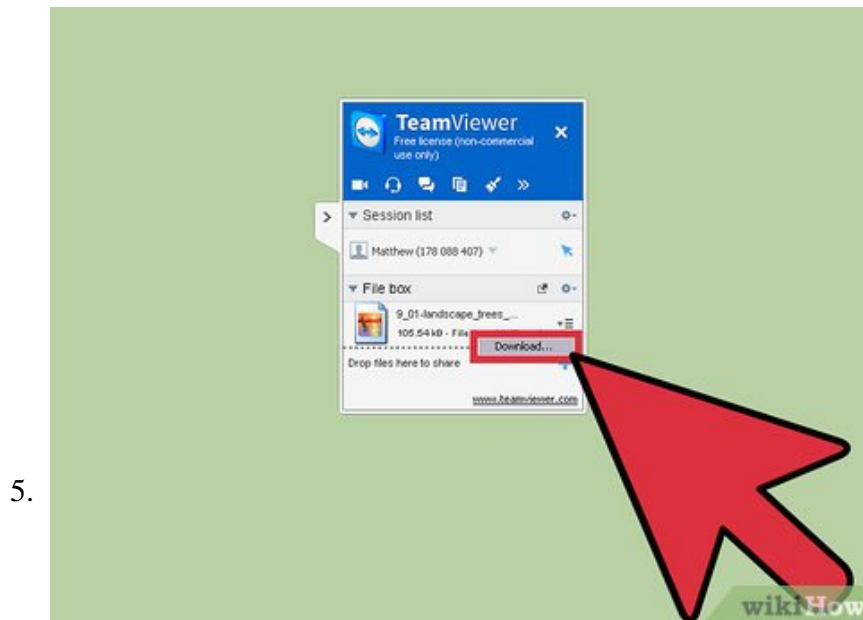 TeamViewer
Free license (non-commercial
use only)
Session list
Matthew (178 088 407)
File box
9_01-landscape_trees_...
105.54 kB - File
Download...
Drop files here to share
www.teamviewer.com
5.
wikiHow